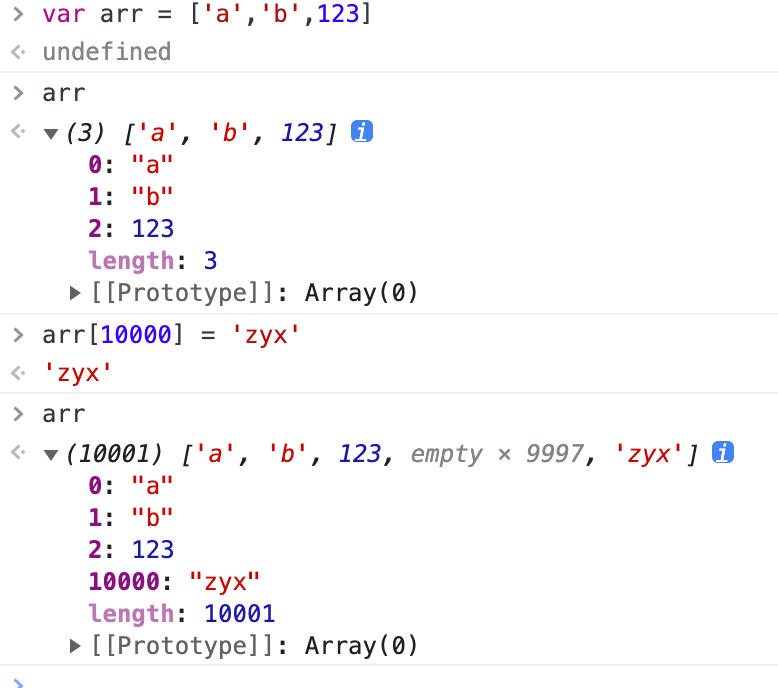 > var arr = ['a','b',123]
<· undefined
> arr
<· ▼(3) ['a', 'b', 123] i
0: "a"
1: "b"
2: 123
length: 3
▶[[Prototype]]: Array(0)
> arr[10000] = 'zyx'
<· 'zyx'
> arr
<· ▼(10001) ['a', 'b', 123, empty × 9997, 'zyx'] i
0: "a"
1: "b"
2: 123
10000: "zyx"
length: 10001
▶[[Prototype]]: Array(0)
>